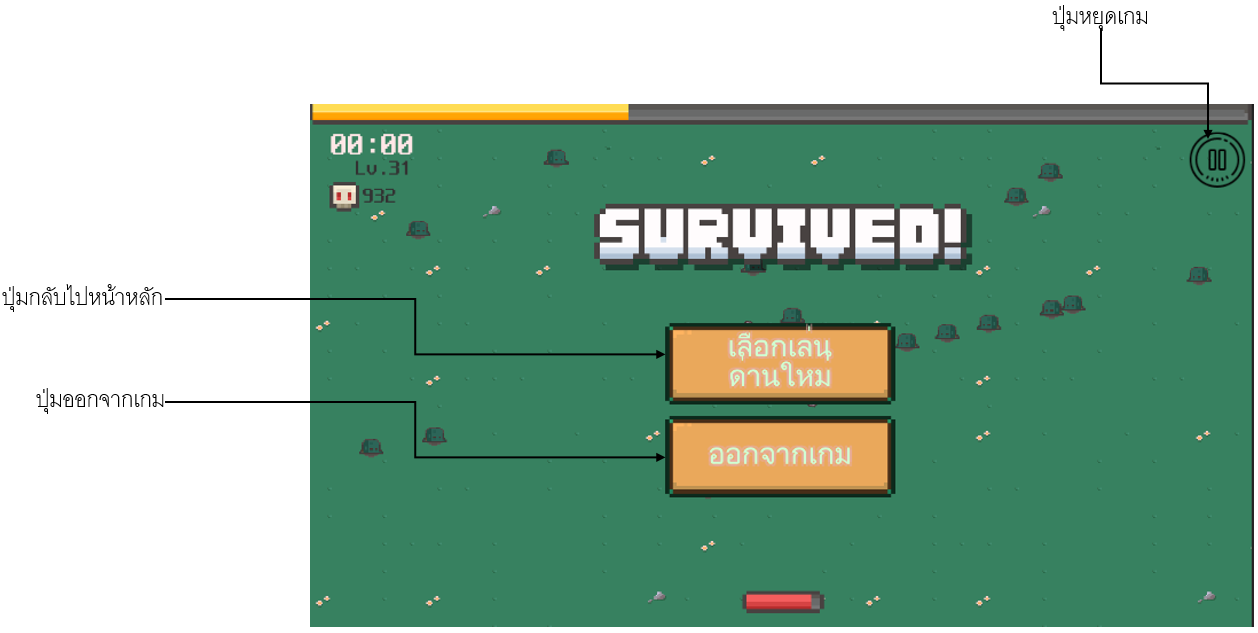 ปุ่มหยุดเกม
00:00
Lv.31
932
SURVIVED!
ปุ่มกลับไปหน้าหลัก
เลือกเล่น
ด่านใหม่
ปุ่มออกจากเกม
ออกจากเกม